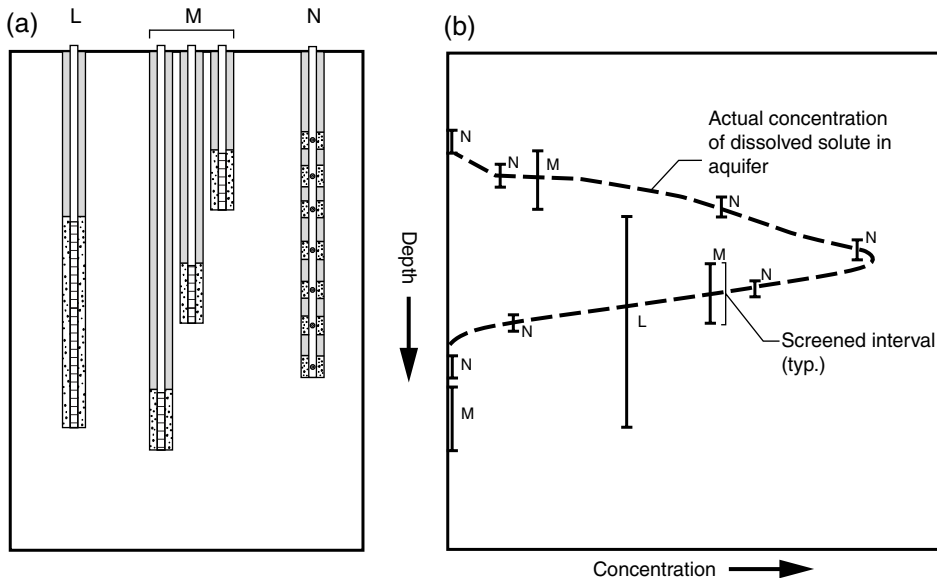 (a)
L
M
N
Depth
(b)
N
N
M
Actual concentration
of dissolved solute in
aquifer
N
N
M
N
L
N
Screened interval
(typ.)
N
M
Concentration